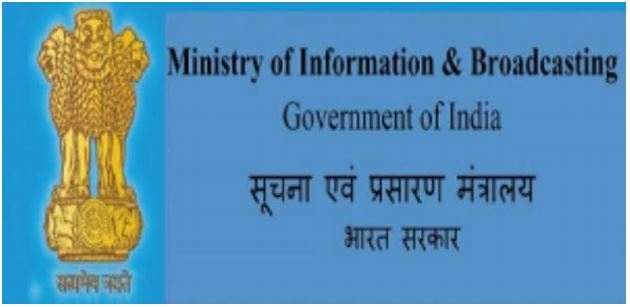 Ministry of Information & Broadcasting
Government of India
सूचना एवं प्रसारण मंत्रालय
भारत सरकार
सत्यमेव जयते